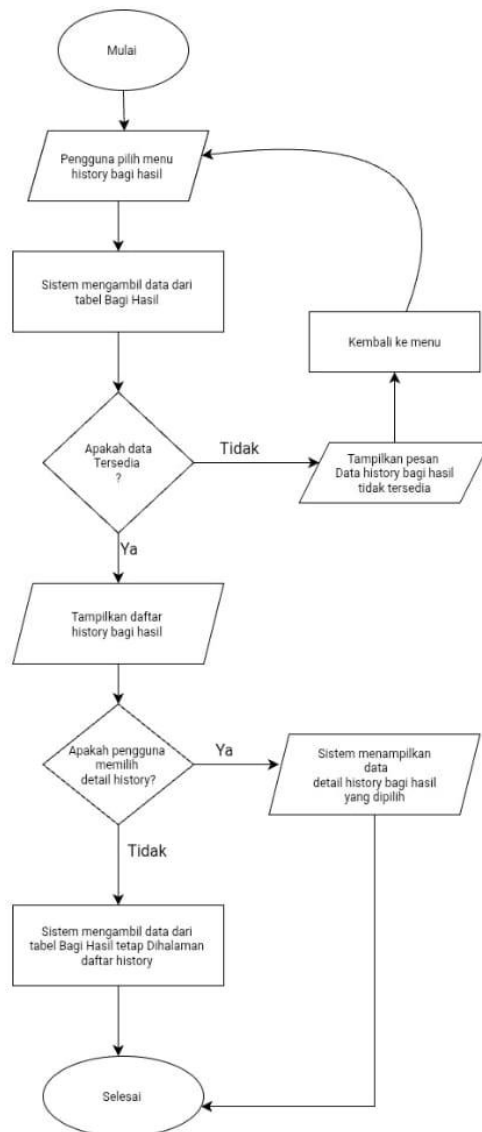 Mulai
Pengguna pilih menu
history bagi hasil
Sistem mengambil data dari
tabel Bagi Hasil
Kembali ke menu
Apakah data
Tersedia
?
Tidak
Tampilkan pesan
Data history bagi hasil
tidak tersedia
Ya
Tampilkan daftar
history bagi hasil
Apakah pengguna
memilih
detail history?
Ya
Sistem menampilkan
data
detail history bagi hasil
yang dipilih
Tidak
Sistem mengambil data dari
tabel Bagi Hasil tetap Dihalaman
daftar history
Selesai